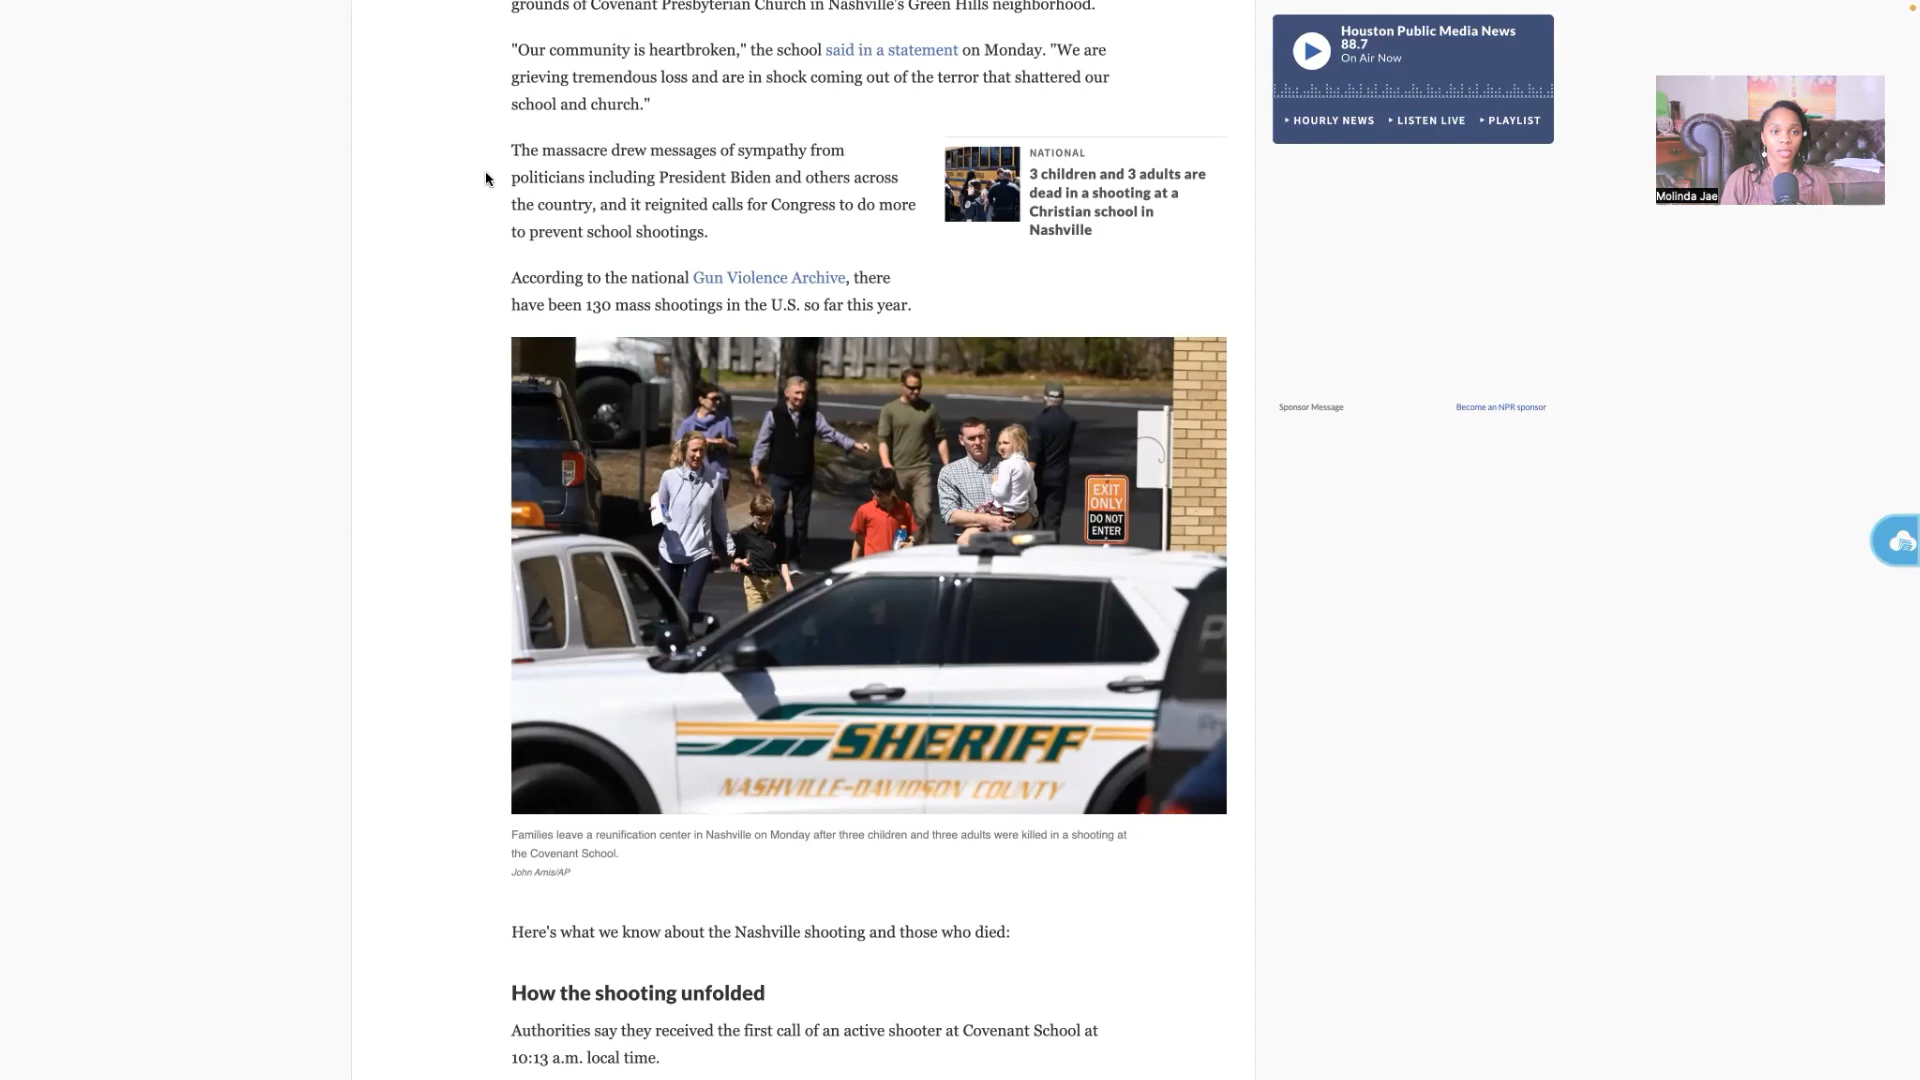 grounds of Covenant Presbyterian Church in Nashville's Green Hills neighborhood.
"Our community is heartbroken," the school said in a statement on Monday. "We are
grieving tremendous loss and are in shock coming out of the terror that shattered our
school and church."
The massacre drew messages of sympathy from
politicians including President Biden and others across
the country, and it reignited calls for Congress to do more
to prevent school shootings.
NATIONAL
3 children and 3 adults are
dead in a shooting at a
Christian school in
Nashville
According to the national Gun Violence Archive, there
have been 130 mass shootings in the U.S. so far this year.
EXIT
ONLY
DO NOT
ENTER
SHERIFF
NASHVILLE-DAVIDSON COUNTY
Families leave a reunification center in Nashville on Monday after three children and three adults were killed in a shooting at
the Covenant School.
John Amis/AP
Here's what we know about the Nashville shooting and those who died:
How the shooting unfolded
Authorities say they received the first call of an active shooter at Covenant School at
10:13 a.m. local time.
Houston Public Media News
88.7
On Air Now
HOURLY NEWS LISTEN LIVE PLAYLIST
Sponsor Message Become an NPR sponsor
Molinda Jae